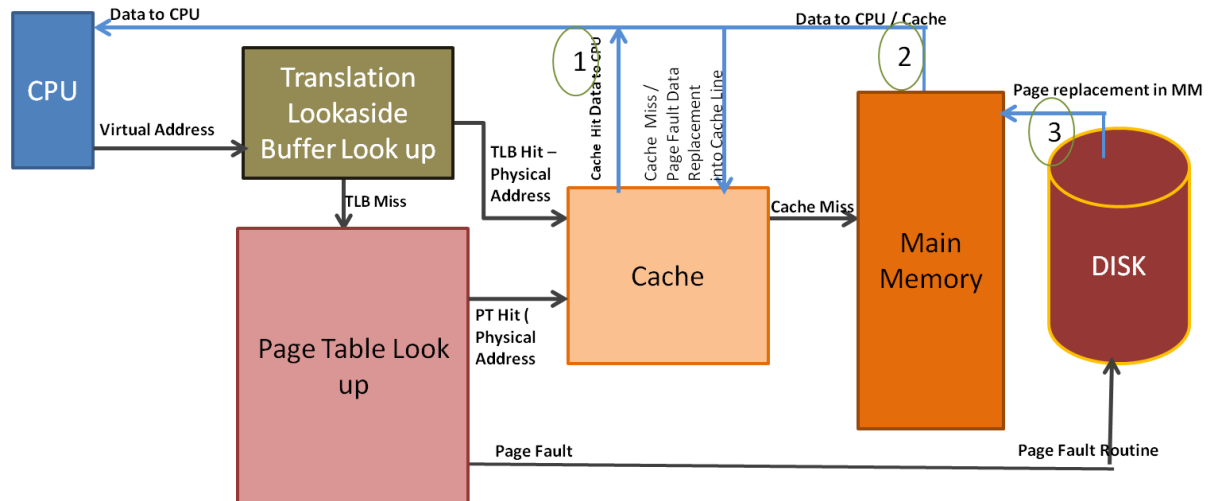 Data to CPU
CPU
Virtual Address
Translation
Lookaside
Buffer Look up
TLB Miss
TLB Hit –
Physical
Address
Page Table Look
up
PT Hit (
Physical
Address
1
Cache Hit Data to CPU
Cache Miss /
Page Fault Data
Replacement
into Cache Line
Cache
Cache Miss
Data to CPU / Cache
2
Main
Memory
Page replacement in MM
3
DISK
Page Fault
Page Fault Routine